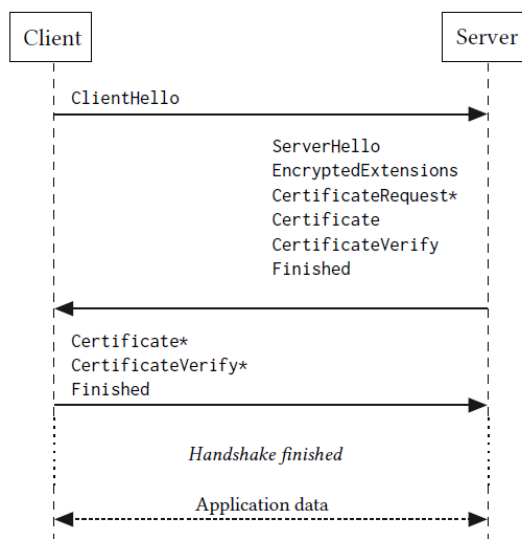 Client
Server
ClientHello
ServerHello
EncryptedExtensions
CertificateRequest*
Certificate
CertificateVerify
Finished
Certificate*
CertificateVerify*
Finished
Handshake finished
Application data